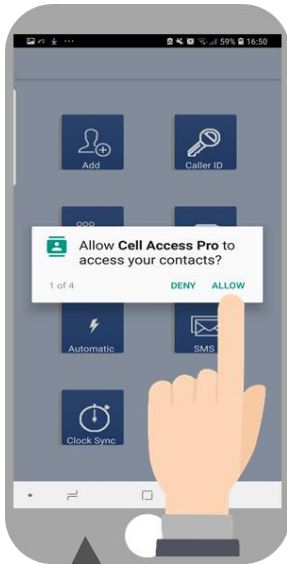 59% 16:50
Add
Caller ID
Allow Cell Access Pro to
access your contacts?
1 of 4
DENY ALLOW
Automatic
SMS
Clock Sync